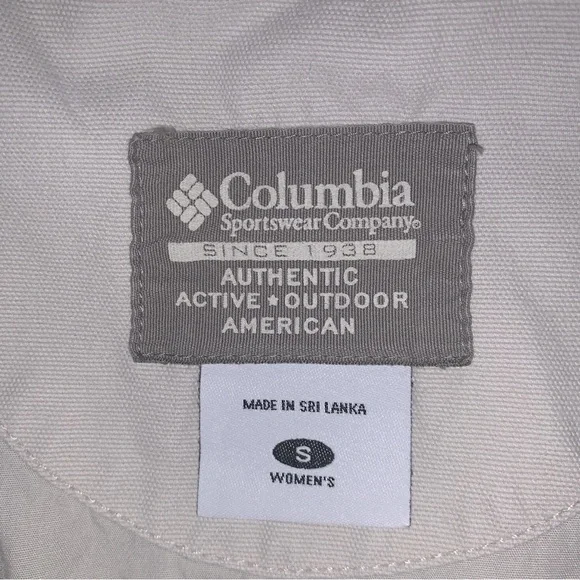 Columbia
Sportswear Company®
SINCE 1938
AUTHENTIC
ACTIVE ★ OUTDOOR
AMERICAN
MADE IN SRI LANKA
S
WOMEN'S